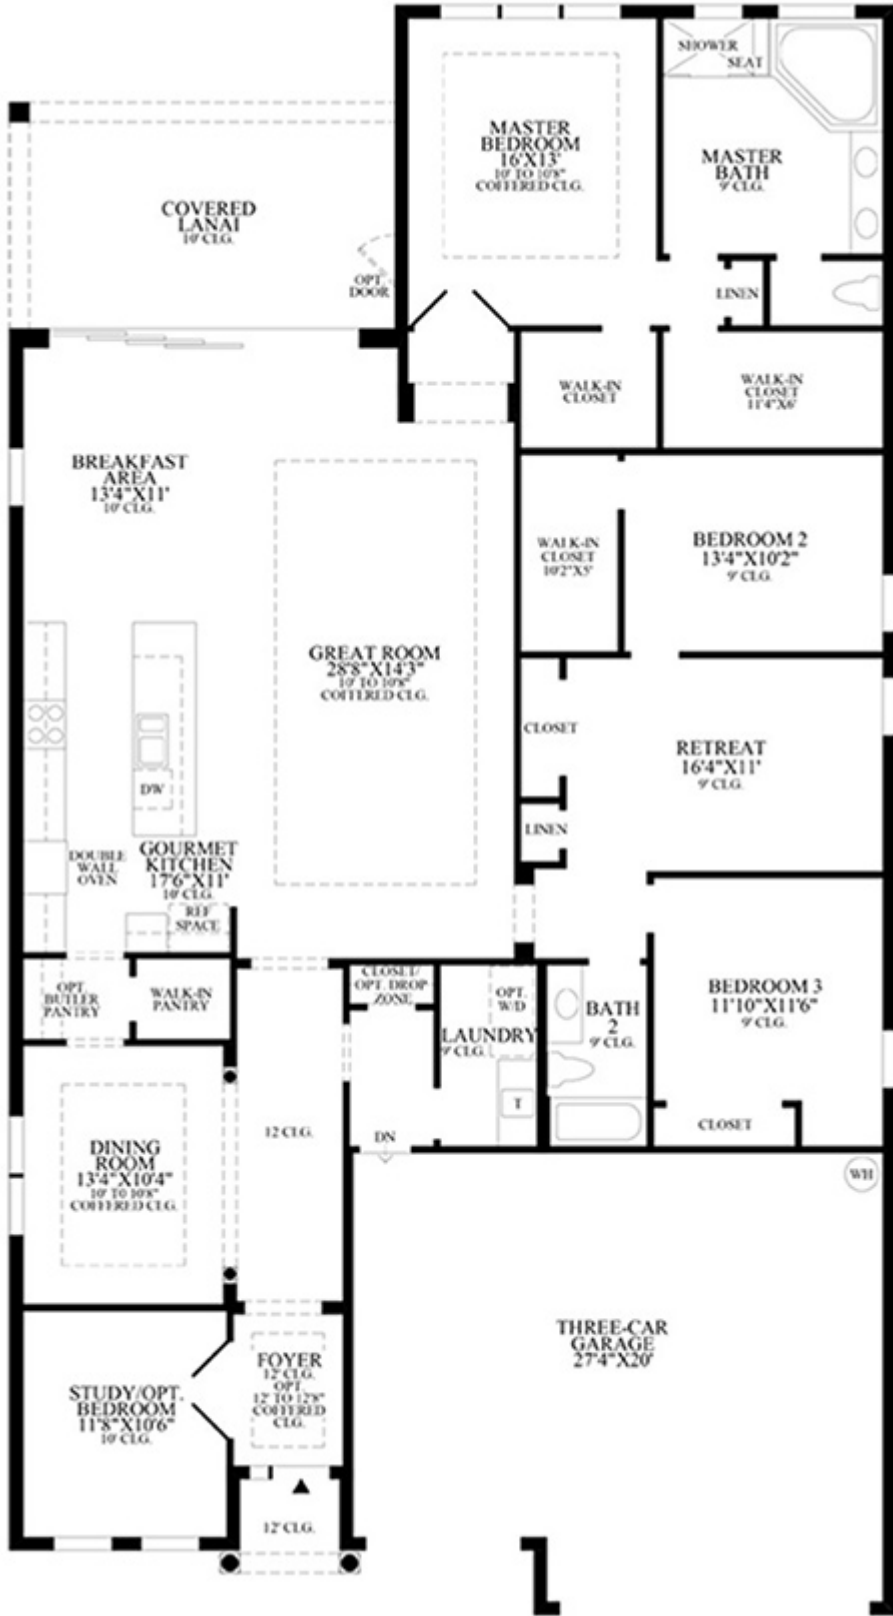 SHOWER
SEAT
MASTER
BEDROOM
16'X13'
10' TO 10'8"
COFFERED CLG.
MASTER
BATH
9' CLG.
COVERED
LANAI
10' CLG.
OPT.
DOOR
LINEN
WALK-IN
CLOSET
WALK-IN
CLOSET
11'4"X6'
BREAKFAST
AREA
13'4"X11'
10' CLG.
WALK-IN
CLOSET
10'2"X5'
BEDROOM 2
13'4"X10'2"
9' CLG.
GREAT ROOM
28'8"X14'3"
10' TO 10'8"
COFFERED CLG.
CLOSET
RETREAT
16'4"X11'
9' CLG.
DW
LINEN
DOUBLE
WALL
OVEN
GOURMET
KITCHEN
17'6"X11'
10' CLG.
REF
SPACE
OPT.
BUTLER
PANTRY
WALK-IN
PANTRY
CLOSET/
OPT. DROP
ZONE
OPT.
W/D
LAUNDRY
9' CLG.
BATH
2
9' CLG.
BEDROOM 3
11'10"X11'6"
9' CLG.
T
CLOSET
DN
12 CLG.
DINING
ROOM
13'4"X10'4"
10' TO 10'8"
COFFERED CLG.
WH
THREE-CAR
GARAGE
27'4"X20'
FOYER
12' CLG.
OPT.
12' TO 12'8"
COFFERED
CLG.
STUDY/OPT.
BEDROOM
11'8"X10'6"
10' CLG.
12' CLG.